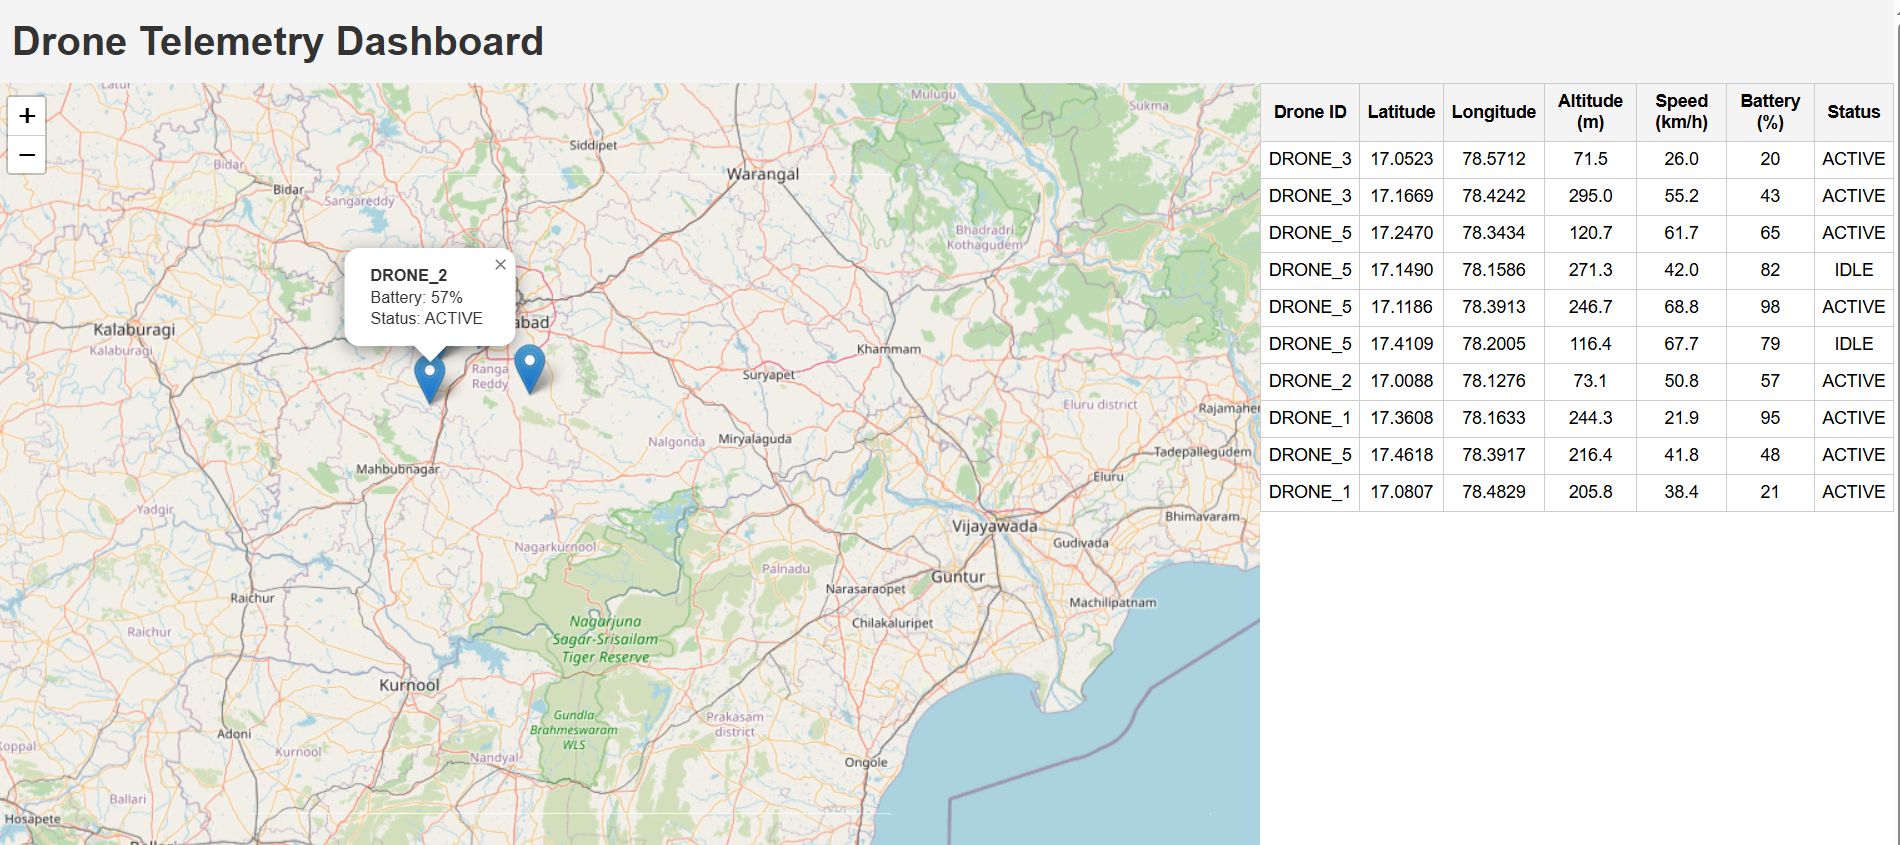 Drone Telemetry Dashboard
+
−
Mulugu
Sukma
Siddipet
Warangal
Bidar
Bidar
Sangareddy
Bhadradri
Kothagudem
×
DRONE_2
Battery: 57%
Status: ACTIVE
abad
Kalaburagi
Kalaburagi
Khammam
Ranga
Reddy
Suryapet
Eluru district
Nalgonda
Miryalaguda
Tadepallegudem
Mahbubnagar
Eluru
Yadgir
Bhimavaram
Vijayawada
Nagarkurnool
Gudivada
Palnadu
Guntur
Narasaraopet
Raichur
Machilipatnam
Nagarjuna
Sagar-Srisailam
Tiger Reserve
Chilakaluripet
Raichur
Kurnool
Gundla
Brahmeswaram
WLS
Prakasam
district
Adoni
Kurnool
Nandyal
Ongole
Ballari
Hosapete
Drone ID Latitude Longitude Altitude (m) Speed (km/h) Battery (%) Status
DRONE_3 17.0523 78.5712 71.5 26.0 20 ACTIVE
DRONE_3 17.1669 78.4242 295.0 55.2 43 ACTIVE
DRONE_5 17.2470 78.3434 120.7 61.7 65 ACTIVE
DRONE_5 17.1490 78.1586 271.3 42.0 82 IDLE
DRONE_5 17.1186 78.3913 246.7 68.8 98 ACTIVE
DRONE_5 17.4109 78.2005 116.4 67.7 79 IDLE
DRONE_2 17.0088 78.1276 73.1 50.8 57 ACTIVE
DRONE_1 17.3608 78.1633 244.3 21.9 95 ACTIVE
DRONE_5 17.4618 78.3917 216.4 41.8 48 ACTIVE
DRONE_1 17.0807 78.4829 205.8 38.4 21 ACTIVE